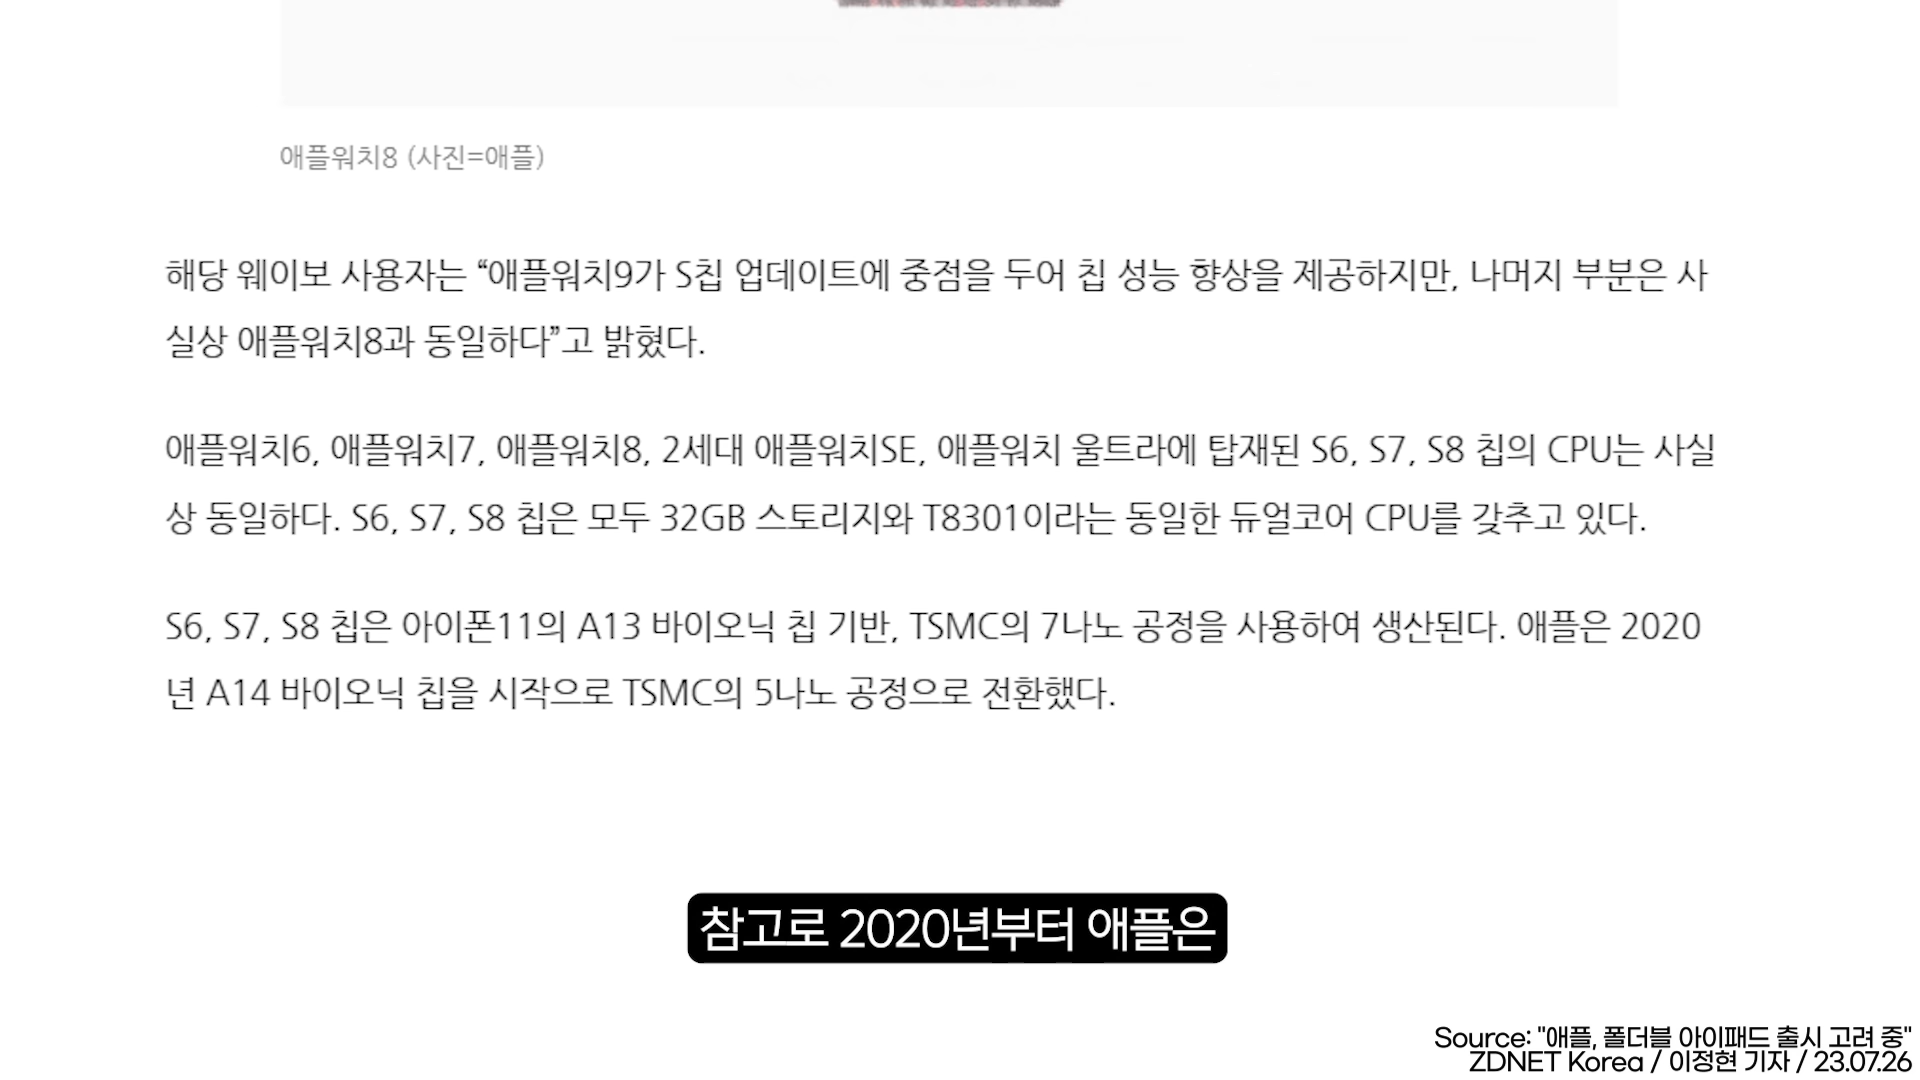 애플워치8 (사진=애플)
해당 웨이보 사용자는 “애플워치9가 S칩 업데이트에 중점을 두어 칩 성능 향상을 제공하지만, 나머지 부분은 사
실상 애플워치8과 동일하다”고 밝혔다.
애플워치6, 애플워치7, 애플워치8, 2세대 애플워치SE, 애플워치 울트라에 탑재된 S6, S7, S8 칩의 CPU는 사실
상 동일하다. S6, S7, S8 칩은 모두 32GB 스토리지와 T8301이라는 동일한 듀얼코어 CPU를 갖추고 있다.
S6, S7, S8 칩은 아이폰11의 A13 바이오닉 칩 기반, TSMC의 7나노 공정을 사용하여 생산된다. 애플은 2020
년 A14 바이오닉 칩을 시작으로 TSMC의 5나노 공정으로 전환했다.
참고로 2020년부터 애플은
Source: "애플, 폴더블 아이패드 출시 고려 중"
ZDNET Korea / 이정현 기자 / 23.07.26